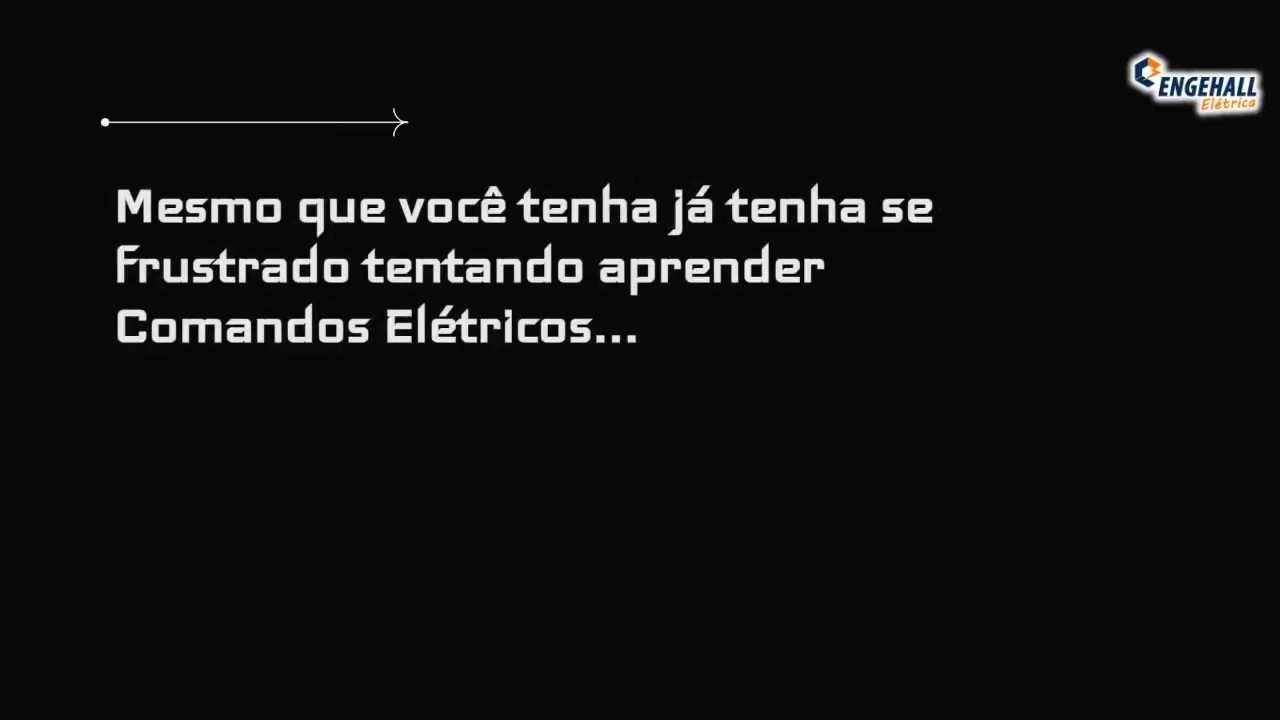 ENGEHALL
Elétrica
Mesmo que você tenha já tenha se
frustrado tentando aprender
Comandos Elétricos...